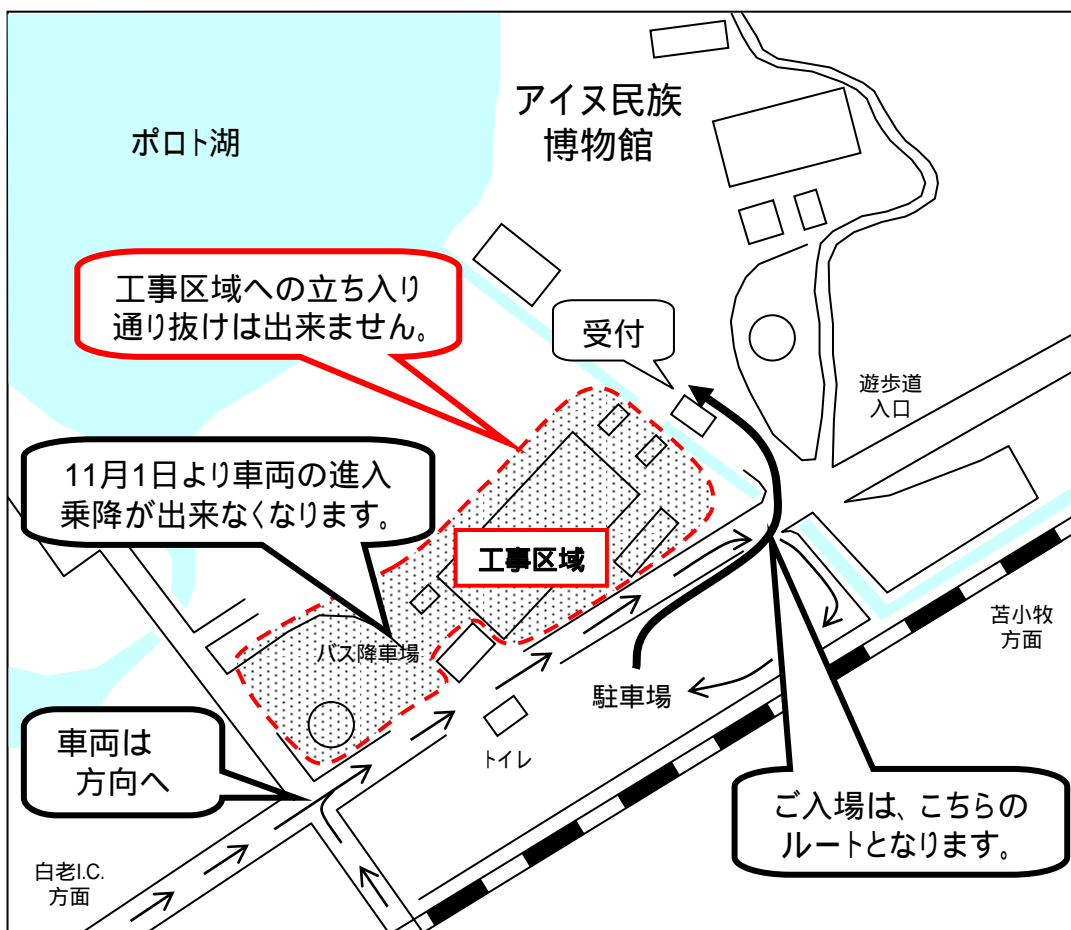 アイヌ民族
博物館
ポロト湖
工事区域への立ち入り
通り抜けは出来ません。
受付
遊歩道
入口
11月1日より車両の進入
乗降が出来なくなります。
工事区域
苫小牧
方面
バス降車場
駐車場
トイレ
車両は
方向へ
ご入場は、こちらの
ルートとなります。
白老I.C.
方面